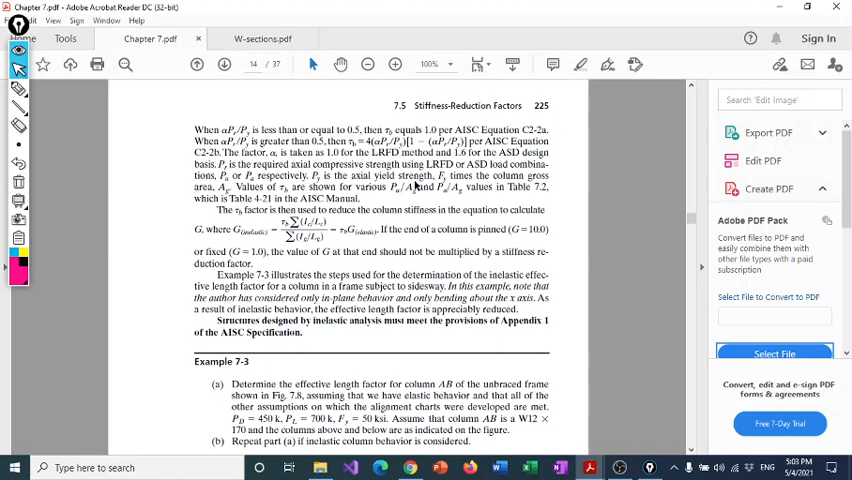 Chapter 7.pdf - Adobe Acrobat Reader DC (32-bit)
View Sign Window Help
Home Tools Chapter 7.pdf × W-sections.pdf Sign In
14 / 37 100%
7.5 Stiffness-Reduction Factors 225
When αPr/Py is less than or equal to 0.5, then τb equals 1.0 per AISC Equation C2-2a.
When αPr/Py is greater than 0.5, then τb = 4(αPr/Py)[1 − (αPr/Py)] per AISC Equation
C2-2b. The factor, α, is taken as 1.0 for the LRFD method and 1.6 for the ASD design
basis. Pr is the required axial compressive strength using LRFD or ASD load combina-
tions, Pu or Pa respectively. Py is the axial yield strength, Fy times the column gross
area, Ag. Values of τb are shown for various Pu/Ag and Pa/Ag values in Table 7.2,
which is Table 4-21 in the AISC Manual.
The τb factor is then used to reduce the column stiffness in the equation to calculate
G, where G(inelastic) = τb∑(Ic/Lc) / ∑(Ig/Lg) = τbG(elastic). If the end of a column is pinned (G = 10.0)
or fixed (G = 1.0), the value of G at that end should not be multiplied by a stiffness re-
duction factor.
Example 7-3 illustrates the steps used for the determination of the inelastic effec-
tive length factor for a column in a frame subject to sidesway. In this example, note that
the author has considered only in-plane behavior and only bending about the x axis. As
a result of inelastic behavior, the effective length factor is appreciably reduced.
Structures designed by inelastic analysis must meet the provisions of Appendix 1
of the AISC Specification.
Example 7-3
(a) Determine the effective length factor for column AB of the unbraced frame
shown in Fig. 7.8, assuming that we have elastic behavior and that all of the
other assumptions on which the alignment charts were developed are met.
PD = 450 k, PL = 700 k, Fy = 50 ksi. Assume that column AB is a W12 ×
170 and the columns above and below are as indicated on the figure.
(b) Repeat part (a) if inelastic column behavior is considered.
Search 'Edit Image'
Export PDF
Edit PDF
Create PDF
Adobe PDF Pack
Convert files to PDF and
easily combine them with
other file types with a paid
subscription
Select File to Convert to PDF
Select File
Convert, edit and e-sign PDF
forms & agreements
Free 7-Day Trial
Type here to search
ENG
5:03 PM
5/4/2021